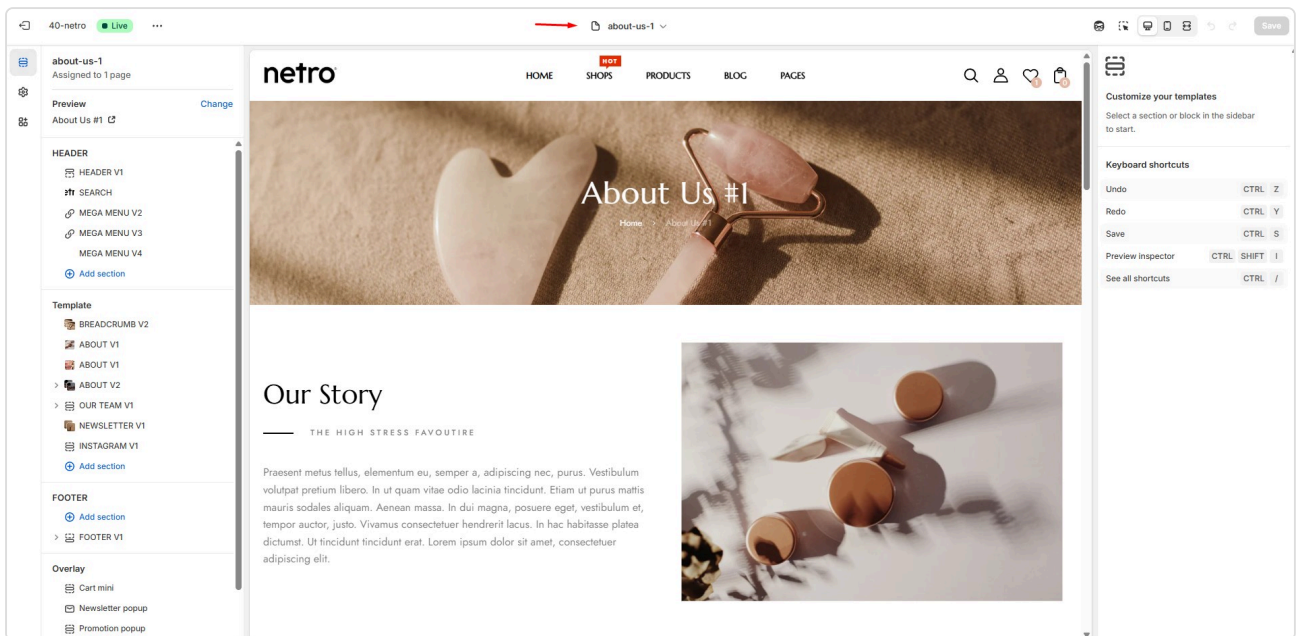 40-netro
Live
...
about-us-1
Save
about-us-1
Assigned to 1 page
Preview
Change
About Us #1
HEADER
HEADER V1
SEARCH
MEGA MENU V2
MEGA MENU V3
MEGA MENU V4
Add section
Template
BREADCRUMB V2
ABOUT V1
ABOUT V1
ABOUT V2
OUR TEAM V1
NEWSLETTER V1
INSTAGRAM V1
Add section
FOOTER
Add section
FOOTER V1
Overlay
Cart mini
Newsletter popup
Promotion popup
netro
HOT
HOME SHOPS PRODUCTS BLOG PAGES
1 0
About Us #1
Home > About Us #1
Our Story
THE HIGH STRESS FAVOUTIRE
Praesent metus tellus, elementum eu, semper a, adipiscing nec, purus. Vestibulum
volutpat pretium libero. In ut quam vitae odio lacinia tincidunt. Etiam ut purus mattis
mauris sodales aliquam. Aenean massa. In dui magna, posuere eget, vestibulum et,
tempor auctor, justo. Vivamus consectetuer hendrerit lacus. In hac habitasse platea
dictumst. Ut tincidunt tincidunt erat. Lorem ipsum dolor sit amet, consectetuer
adipiscing elit.
Customize your templates
Select a section or block in the sidebar
to start.
Keyboard shortcuts
Undo CTRL Z
Redo CTRL Y
Save CTRL S
Preview inspector CTRL SHIFT I
See all shortcuts CTRL /